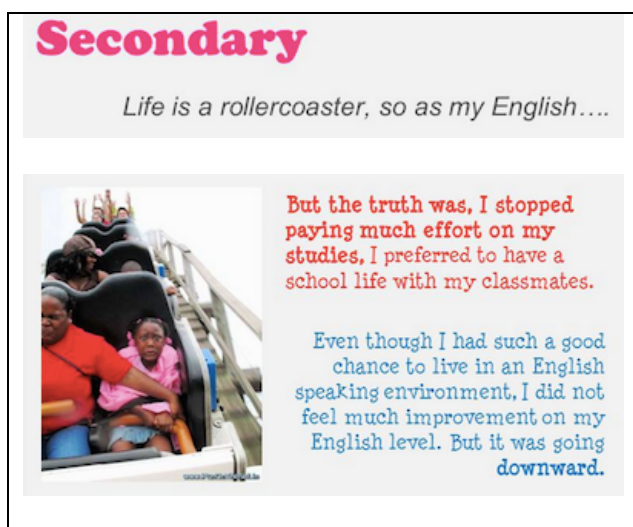 Secondary
Life is a rollercoaster, so as my English....
But the truth was, I stopped
paying much effort on my
studies, I preferred to have a
school life with my classmates.
Even though I had such a good
chance to live in an English
speaking environment, I did not
feel much improvement on my
English level. But it was going
downward.